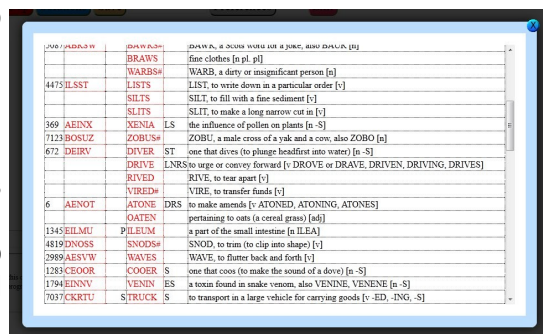 5087 ABKSW BAWKS# BAWK, a Scots word for a joke, also BAUK [n]
BRAWS fine clothes [n pl. pl]
WARBS# WARB, a dirty or insignificant person [n]
4475 ILSST LISTS LIST, to write down in a particular order [v]
SILTS SILT, to fill with a fine sediment [v]
SLITS SLIT, to make a long narrow cut in [v]
369 AEINX XENIA LS the influence of pollen on plants [n -S]
7123 BOSUZ ZOBUS# ZOBU, a male cross of a yak and a cow, also ZOBO [n]
672 DEIRV DIVER ST one that dives (to plunge headfirst into water) [n -S]
DRIVE LNRS to urge or convey forward [v DROVE or DRAVE, DRIVEN, DRIVING, DRIVES]
RIVED RIVE, to tear apart [v]
VIRED# VIRE, to transfer funds [v]
6 AENOT ATONE DRS to make amends [v ATONED, ATONING, ATONES]
OATEN pertaining to oats (a cereal grass) [adj]
1345 EILMU P ILEUM a part of the small intestine [n ILEA]
4819 DNOSS SNODS# SNOD, to trim (to clip into shape) [v]
2989 AESVW WAVES WAVE, to flutter back and forth [v]
1283 CEOOR COOER S one that coos (to make the sound of a dove) [n -S]
1794 EINNV VENIN ES a toxin found in snake venom, also VENINE, VENENE [n -S]
7037 CKRTU S TRUCK S to transport in a large vehicle for carrying goods [v -ED, -ING, -S]